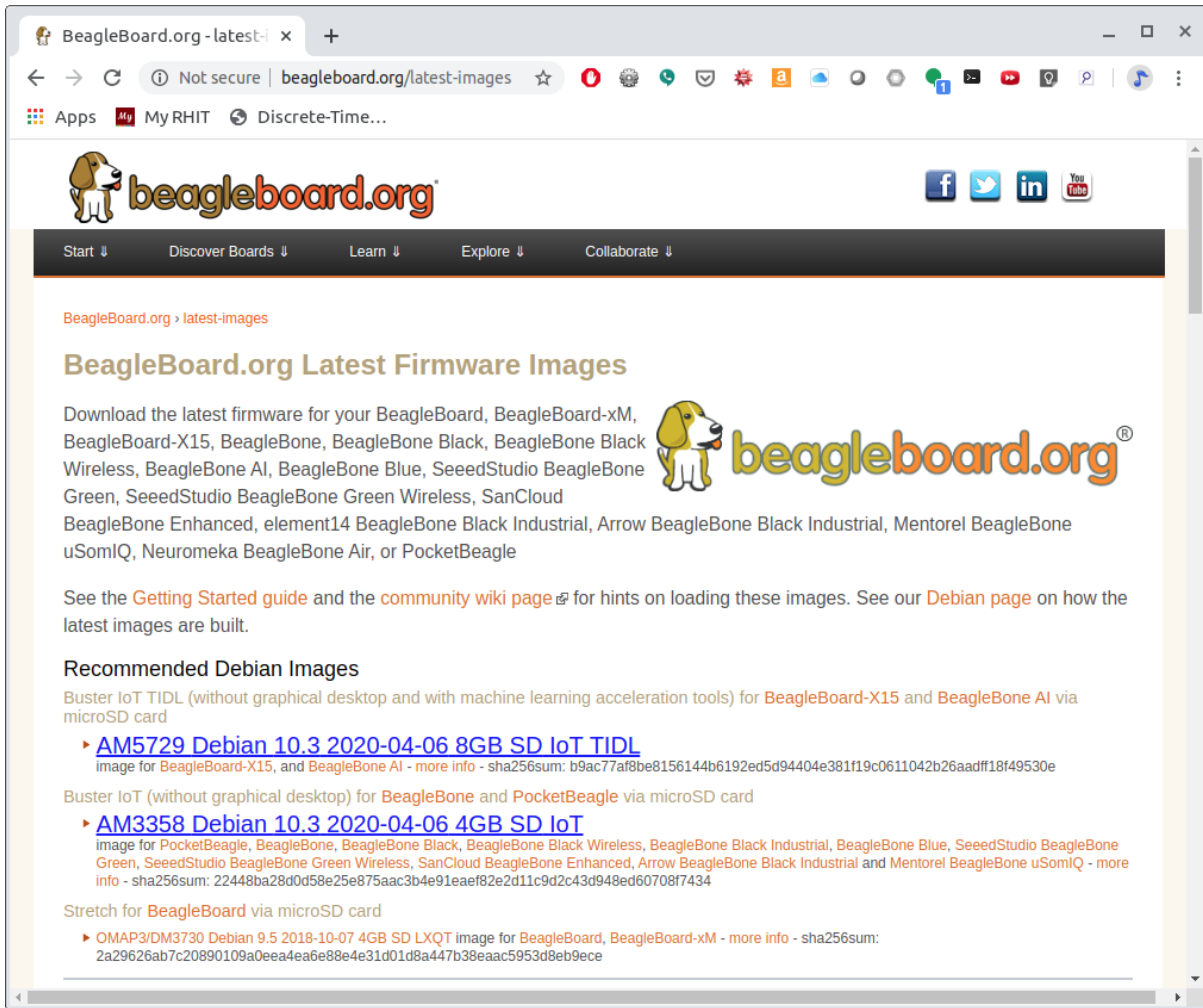 BeagleBoard.org - latest-i
Not secure | beagleboard.org/latest-images
1
Apps My RHIT Discrete-Time…
beagleboard.org
You Tube
Start ⇓ Discover Boards ⇓ Learn ⇓ Explore ⇓ Collaborate ⇓
BeagleBoard.org › latest-images
BeagleBoard.org Latest Firmware Images
Download the latest firmware for your BeagleBoard, BeagleBoard-xM,
BeagleBoard-X15, BeagleBone, BeagleBone Black, BeagleBone Black
Wireless, BeagleBone AI, BeagleBone Blue, SeeedStudio BeagleBone
Green, SeeedStudio BeagleBone Green Wireless, SanCloud
BeagleBone Enhanced, element14 BeagleBone Black Industrial, Arrow BeagleBone Black Industrial, Mentorel BeagleBone
uSomIQ, Neuromeka BeagleBone Air, or PocketBeagle
beagleboard.org®
See the Getting Started guide and the community wiki page for hints on loading these images. See our Debian page on how the
latest images are built.
Recommended Debian Images
Buster IoT TIDL (without graphical desktop and with machine learning acceleration tools) for BeagleBoard-X15 and BeagleBone AI via
microSD card
AM5729 Debian 10.3 2020-04-06 8GB SD IoT TIDL
image for BeagleBoard-X15, and BeagleBone AI - more info - sha256sum: b9ac77af8be8156144b6192ed5d94404e381f19c0611042b26aadff18f49530e
Buster IoT (without graphical desktop) for BeagleBone and PocketBeagle via microSD card
AM3358 Debian 10.3 2020-04-06 4GB SD IoT
image for PocketBeagle, BeagleBone, BeagleBone Black, BeagleBone Black Wireless, BeagleBone Black Industrial, BeagleBone Blue, SeeedStudio BeagleBone
Green, SeeedStudio BeagleBone Green Wireless, SanCloud BeagleBone Enhanced, Arrow BeagleBone Black Industrial and Mentorel BeagleBone uSomIQ - more
info - sha256sum: 22448ba28d0d58e25e875aac3b4e91eaef82e2d11c9d2c43d948ed60708f7434
Stretch for BeagleBoard via microSD card
OMAP3/DM3730 Debian 9.5 2018-10-07 4GB SD LXQT image for BeagleBoard, BeagleBoard-xM - more info - sha256sum:
2a29626ab7c20890109a0eea4ea6e88e4e31d01d8a447b38eaac5953d8eb9ece